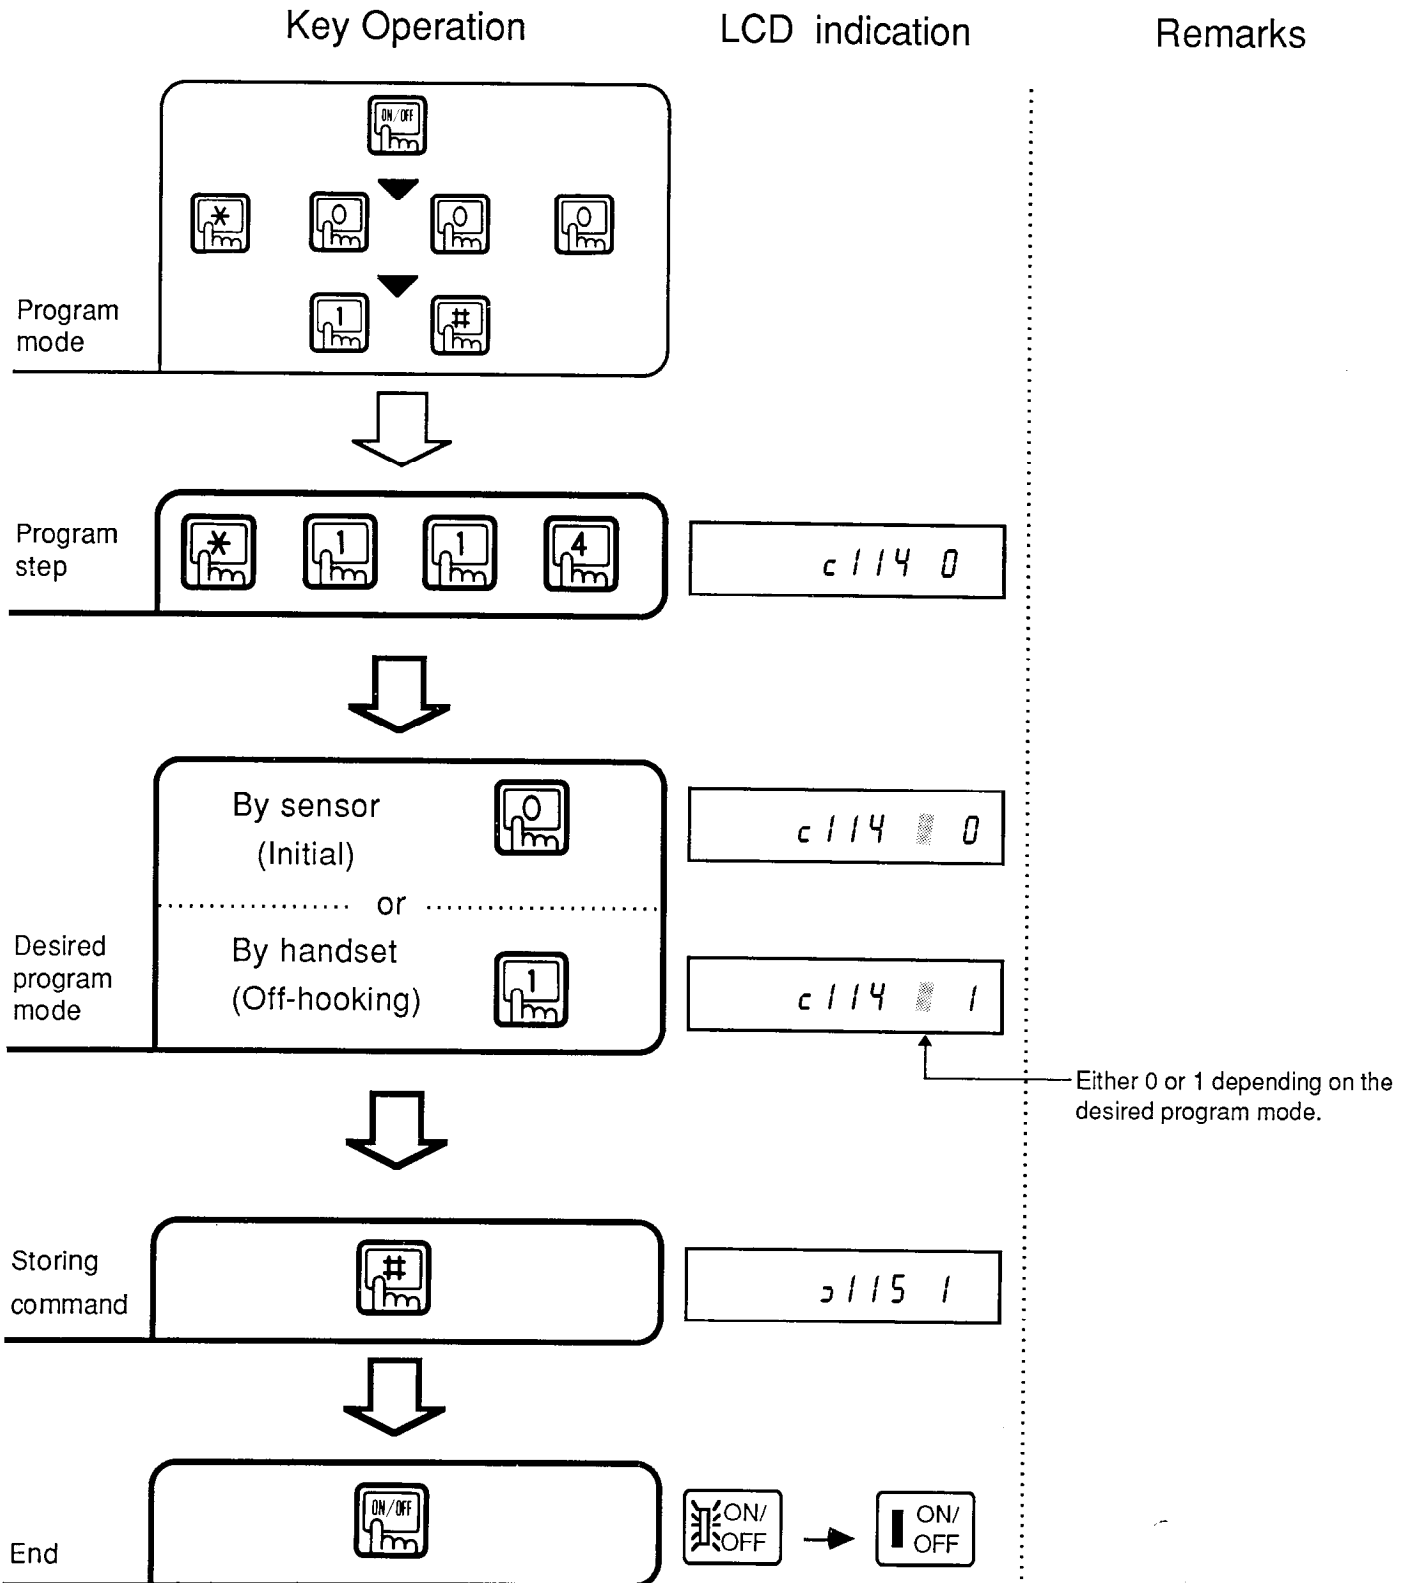 Key Operation LCD indication Remarks
ON/OFF
* 0 0 0
1 #
Program
mode
Program
step
* 1 1 4
c114 0
By sensor
(Initial)
0
c114 0
or
Desired
program
mode
By handset
(Off-hooking)
1
c114 1
Either 0 or 1 depending on the
desired program mode.
Storing
command
#
ɔ115 1
End
ON/OFF
ON/
OFF
ON/
OFF